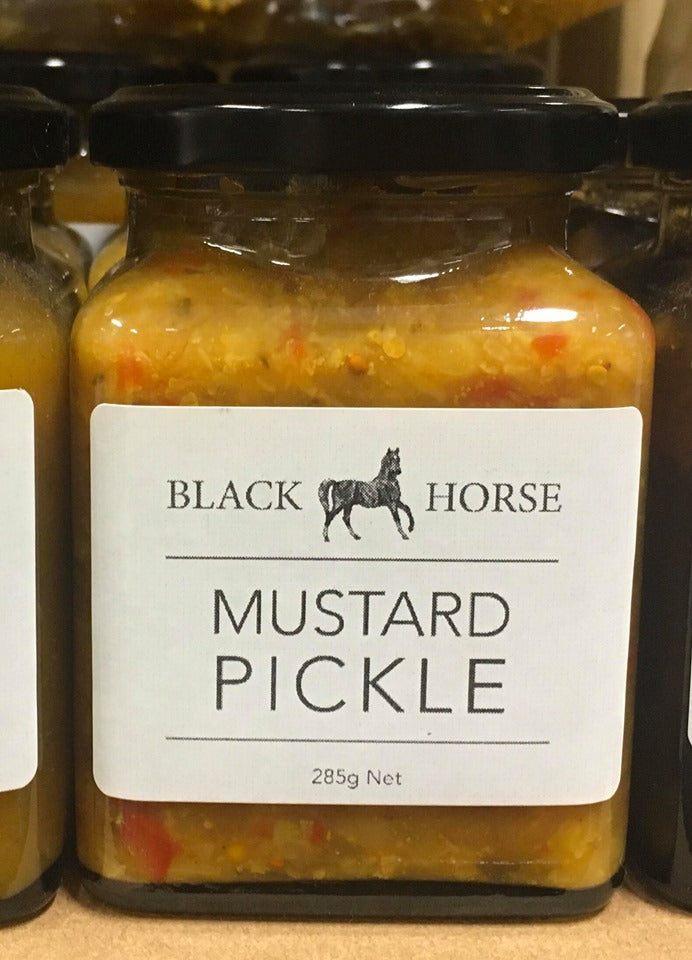 BLACK HORSE
MUSTARD
PICKLE
285g Net